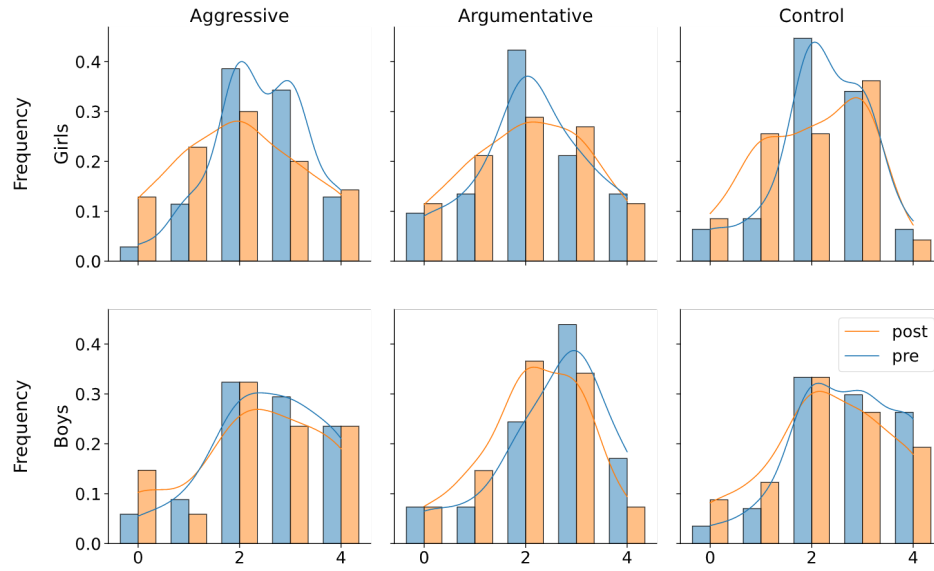 Aggressive
Argumentative
Control
Frequency
Girls
0.4
0.3
0.2
0.1
0.0
Frequency
Boys
0.4
0.3
0.2
0.1
0.0
post
pre
0 2 4
0 2 4
0 2 4